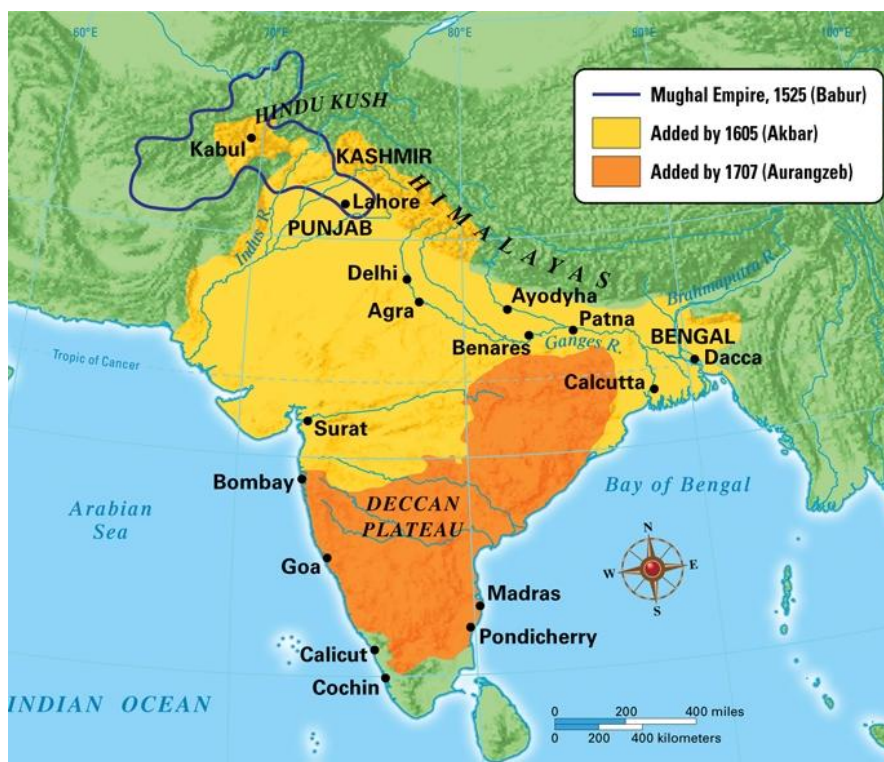 60°E
70°E
80°E
90°E
100°E
Mughal Empire, 1525 (Babur)
Added by 1605 (Akbar)
Added by 1707 (Aurangzeb)
HINDU KUSH
Kabul
KASHMIR
HIMALAYAS
Lahore
PUNJAB
Indus R.
Delhi
Agra
Ayodyha
Patna
Brahmaputra R.
BENGAL
Benares
Ganges R.
Dacca
Tropic of Cancer
Calcutta
Surat
Bombay
Arabian
Sea
DECCAN
PLATEAU
Bay of Bengal
N
W
E
S
Goa
Madras
Pondicherry
Calicut
Cochin
INDIAN OCEAN
0 200 400 miles
0 200 400 kilometers